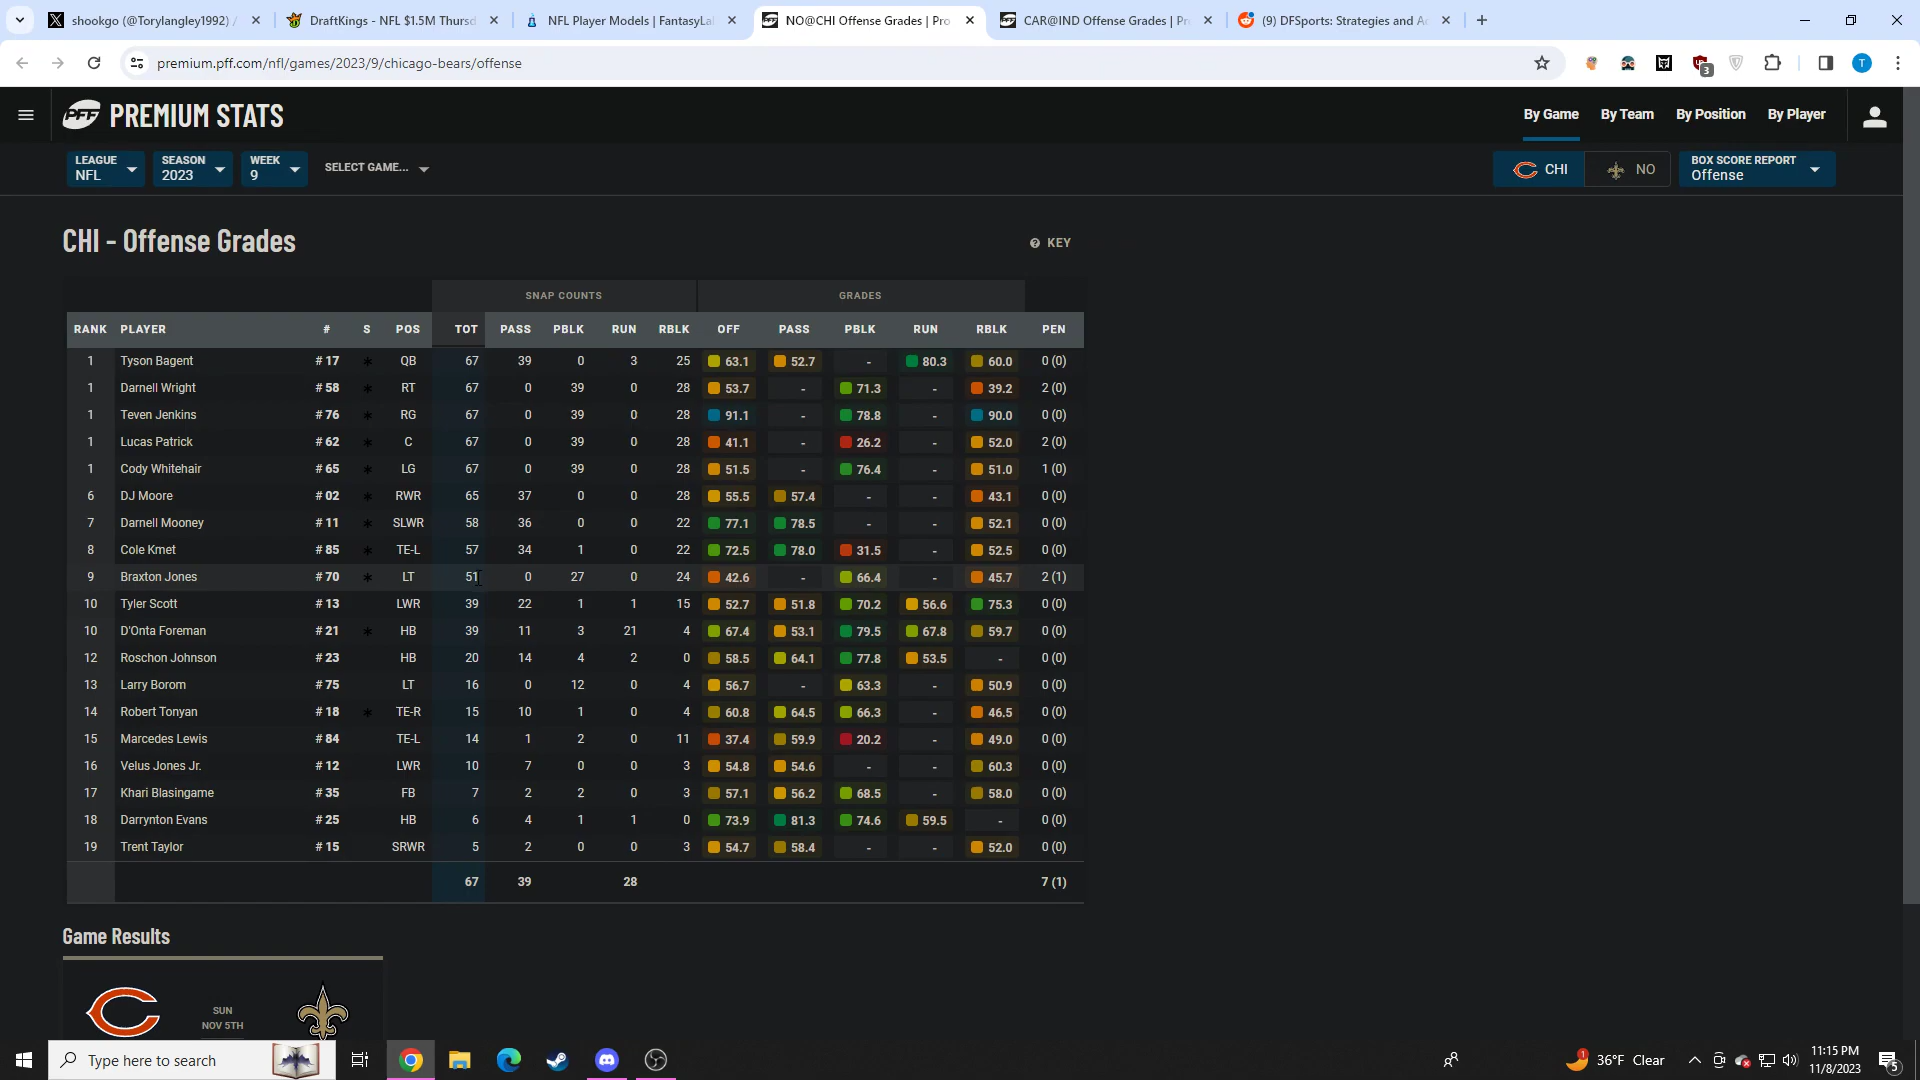 shookgo (@Torylangley1992) /
DraftKings - NFL $1.5M Thursd
NFL Player Models | FantasyLa
NO@CHI Offense Grades | Pro
CAR@IND Offense Grades | Pr
(9) DFSports: Strategies and A
premium.pff.com/nfl/games/2023/9/chicago-bears/offense
3
T
PFF PREMIUM STATS
By Game By Team By Position By Player
LEAGUE NFL
SEASON 2023
WEEK 9
SELECT GAME...
CHI
NO
BOX SCORE REPORT
Offense
CHI - Offense Grades
KEY
SNAP COUNTS GRADES
RANK PLAYER # S POS TOT PASS PBLK RUN RBLK OFF PASS PBLK RUN RBLK PEN
1 Tyson Bagent # 17 * QB 67 39 0 3 25 63.1 52.7 - 80.3 60.0 0 (0)
1 Darnell Wright # 58 * RT 67 0 39 0 28 53.7 - 71.3 - 39.2 2 (0)
1 Teven Jenkins # 76 * RG 67 0 39 0 28 91.1 - 78.8 - 90.0 0 (0)
1 Lucas Patrick # 62 * C 67 0 39 0 28 41.1 - 26.2 - 52.0 2 (0)
1 Cody Whitehair # 65 * LG 67 0 39 0 28 51.5 - 76.4 - 51.0 1 (0)
6 DJ Moore # 02 * RWR 65 37 0 0 28 55.5 57.4 - - 43.1 0 (0)
7 Darnell Mooney # 11 * SLWR 58 36 0 0 22 77.1 78.5 - - 52.1 0 (0)
8 Cole Kmet # 85 * TE-L 57 34 1 0 22 72.5 78.0 31.5 - 52.5 0 (0)
9 Braxton Jones # 70 * LT 51 0 27 0 24 42.6 - 66.4 - 45.7 2 (1)
10 Tyler Scott # 13 LWR 39 22 1 1 15 52.7 51.8 70.2 56.6 75.3 0 (0)
10 D'Onta Foreman # 21 * HB 39 11 3 21 4 67.4 53.1 79.5 67.8 59.7 0 (0)
12 Roschon Johnson # 23 HB 20 14 4 2 0 58.5 64.1 77.8 53.5 - 0 (0)
13 Larry Borom # 75 LT 16 0 12 0 4 56.7 - 63.3 - 50.9 0 (0)
14 Robert Tonyan # 18 * TE-R 15 10 1 0 4 60.8 64.5 66.3 - 46.5 0 (0)
15 Marcedes Lewis # 84 TE-L 14 1 2 0 11 37.4 59.9 20.2 - 49.0 0 (0)
16 Velus Jones Jr. # 12 LWR 10 7 0 0 3 54.8 54.6 - - 60.3 0 (0)
17 Khari Blasingame # 35 FB 7 2 2 0 3 57.1 56.2 68.5 - 58.0 0 (0)
18 Darrynton Evans # 25 HB 6 4 1 1 0 73.9 81.3 74.6 59.5 - 0 (0)
19 Trent Taylor # 15 SRWR 5 2 0 0 3 54.7 58.4 - - 52.0 0 (0)
67 39 28 7 (1)
Game Results
SUN
NOV 5TH
Type here to search
1
36°F Clear
11:15 PM
11/8/2023
5